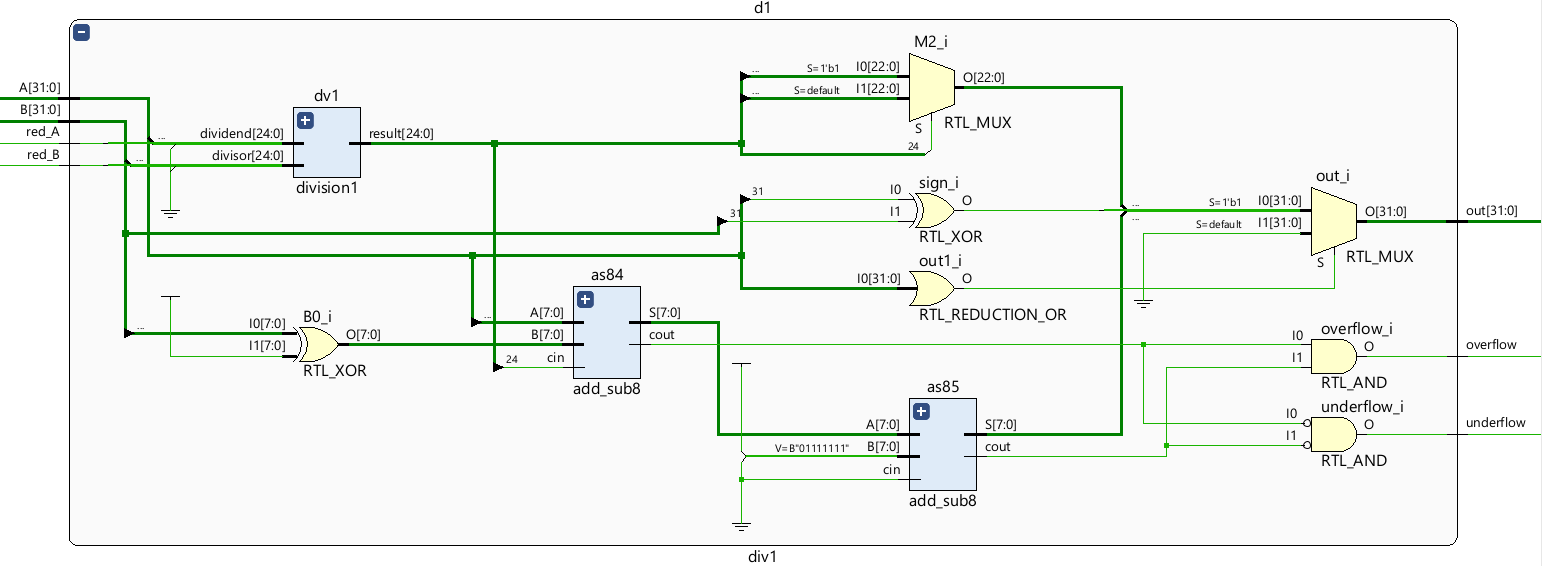 d1
A[31:0]
B[31:0]
red_A
red_B
dv1
dividend[24:0]
divisor[24:0]
result[24:0]
division1
...
...
M2_i
... S=1'b1 I0[22:0]
... S=default I1[22:0]
O[22:0]
S
24
RTL_MUX
sign_i
31 I0
31 I1
O
RTL_XOR
out1_i
I0[31:0]
O
RTL_REDUCTION_OR
out_i
... S=1'b1 I0[31:0]
... S=default I1[31:0]
O[31:0]
S
RTL_MUX
out[31:0]
B0_i
... I0[7:0]
I1[7:0]
O[7:0]
RTL_XOR
as84
... A[7:0]
B[7:0]
24 cin
S[7:0]
cout
add_sub8
as85
A[7:0]
V=B"01111111" B[7:0]
cin
S[7:0]
cout
add_sub8
overflow_i
I0
I1
O
RTL_AND
overflow
underflow_i
I0
I1
O
RTL_AND
underflow
div1